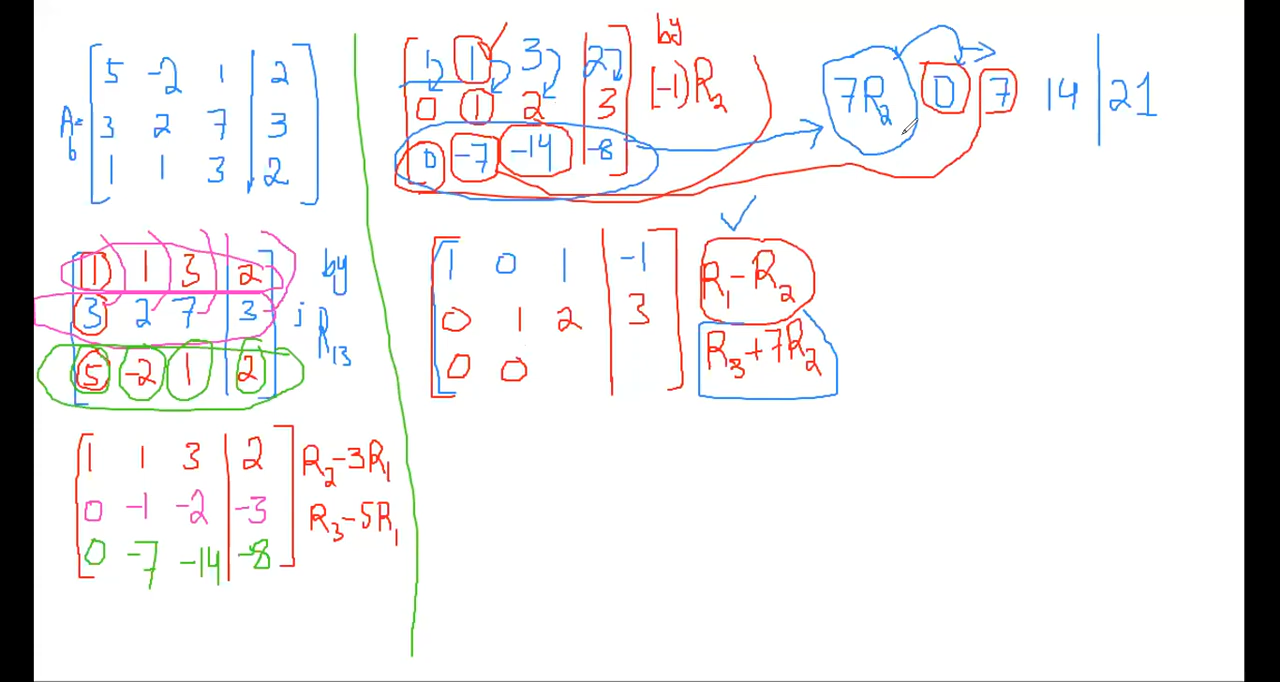 A = b
5 -2 1 | 2
3 2 7 | 3
1 1 3 | 2
1 1 3 | 2 by
3 2 7 | 3 ; R13
5 -2 1 | 2
1 1 3 | 2 R2-3R1
0 -1 -2 | -3 R3-5R1
0 -7 -14 | -8
1 1 3 | 2 by
0 1 2 | 3 (-1)R2
0 -7 -14 | -8
7R2 0 7 14 | 21
1 0 1 | -1 R1-R2
0 1 2 | 3 R3+7R2
0 0